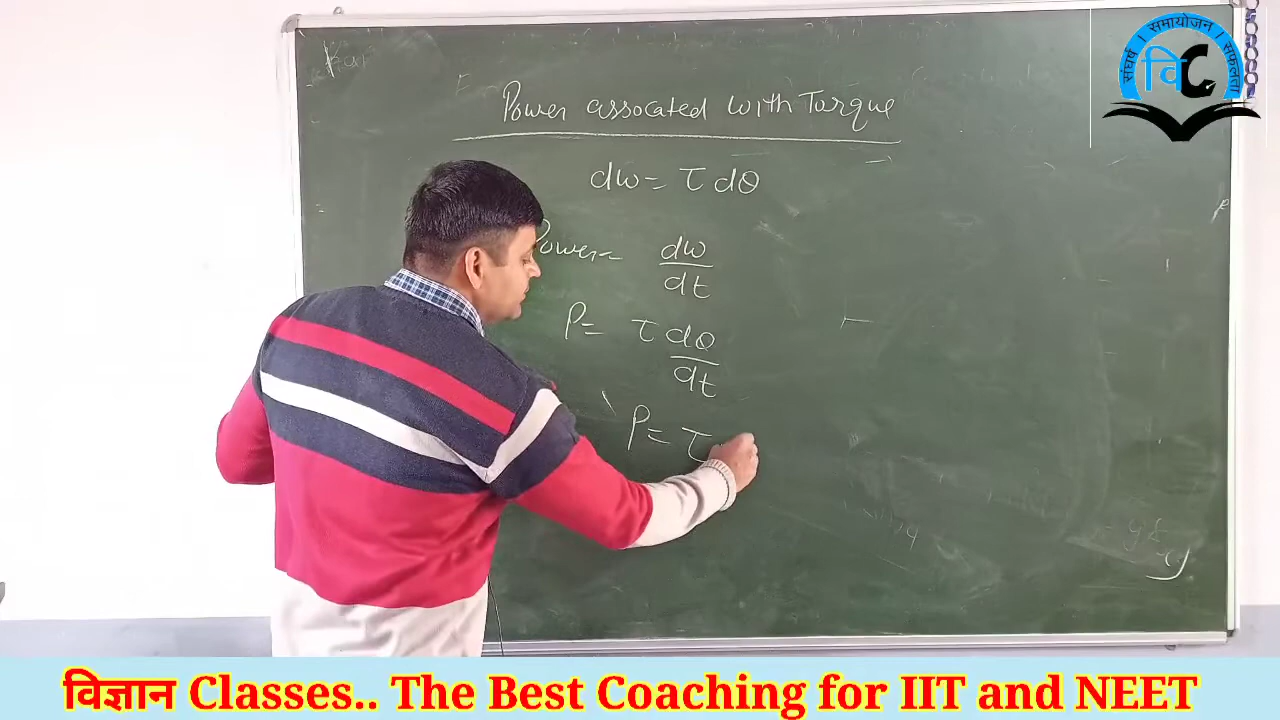 संघर्ष । समायोजन । सफलता
विC
Power assocated with Torque
dw= τ dθ
Power= dw/dt
P= τ dθ/dt
P= τ
विज्ञान Classes.. The Best Coaching for IIT and NEET